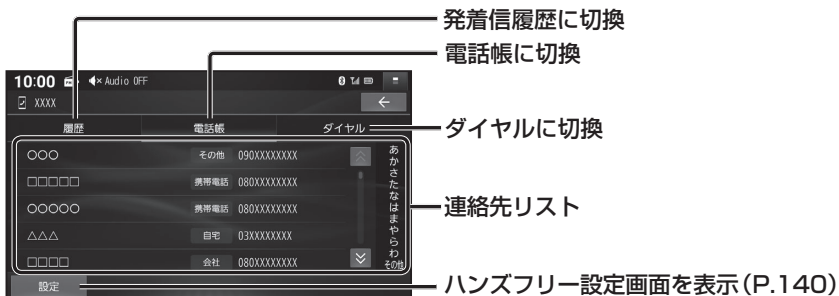 発着信履歴に切換
電話帳に切換
10:00 Audio OFF
XXXX
履歴 電話帳 ダイヤル
ダイヤルに切換
○○○ その他 090XXXXXXXX
□□□□□ 携帯電話 080XXXXXXXX
○○○○○ 携帯電話 080XXXXXXXX
△△△ 自宅 03XXXXXXXX
□□□□ 会社 080XXXXXXXX
あ
か
さ
た
な
は
ま
や
ら
わ
その他
連絡先リスト
設定
ハンズフリー設定画面を表示(P.140)